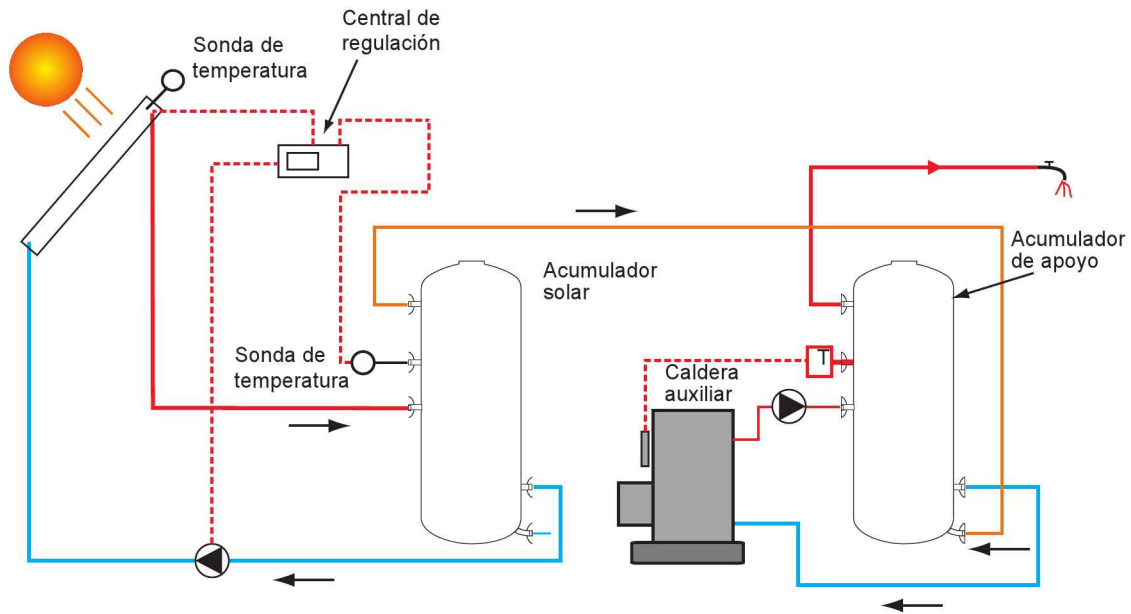 Central de
regulación
Sonda de
temperatura
Acumulador
de apoyo
Acumulador
solar
Sonda de
temperatura
T
Caldera
auxiliar